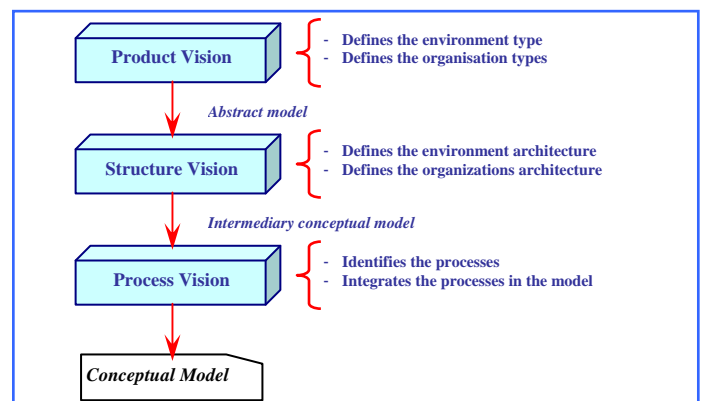 Product Vision
- Defines the environment type
- Defines the organisation types
Abstract model
Structure Vision
- Defines the environment architecture
- Defines the organizations architecture
Intermediary conceptual model
Process Vision
- Identifies the processes
- Integrates the processes in the model
Conceptual Model